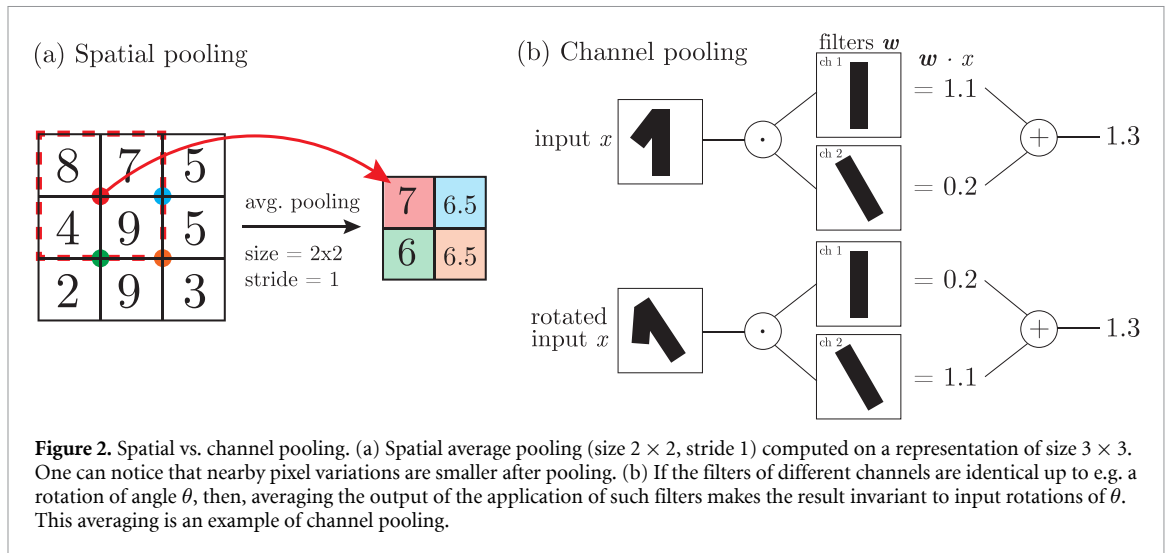 (a) Spatial pooling
8 7 5
4 9 5
2 9 3
avg. pooling
size = 2x2
stride = 1
7 6.5
6 6.5
(b) Channel pooling
filters w
w · x
input x
·
ch 1
= 1.1
ch 2
= 0.2
+
1.3
rotated
input x
·
ch 1
= 0.2
ch 2
= 1.1
+
1.3
Figure 2. Spatial vs. channel pooling. (a) Spatial average pooling (size 2 × 2, stride 1) computed on a representation of size 3 × 3.
One can notice that nearby pixel variations are smaller after pooling. (b) If the filters of different channels are identical up to e.g. a
rotation of angle θ, then, averaging the output of the application of such filters makes the result invariant to input rotations of θ.
This averaging is an example of channel pooling.